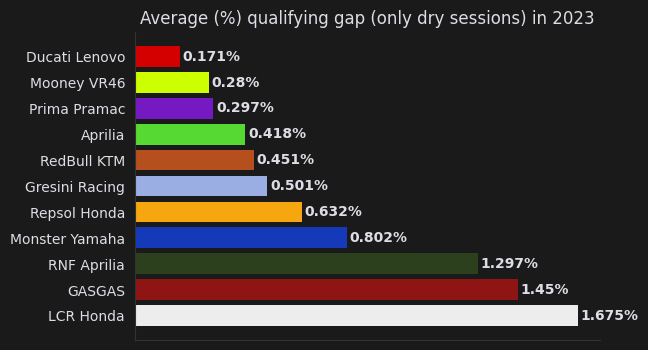 Average (%) qualifying gap (only dry sessions) in 2023
Ducati Lenovo 0.171%
Mooney VR46 0.28%
Prima Pramac 0.297%
Aprilia 0.418%
RedBull KTM 0.451%
Gresini Racing 0.501%
Repsol Honda 0.632%
Monster Yamaha 0.802%
RNF Aprilia 1.297%
GASGAS 1.45%
LCR Honda 1.675%